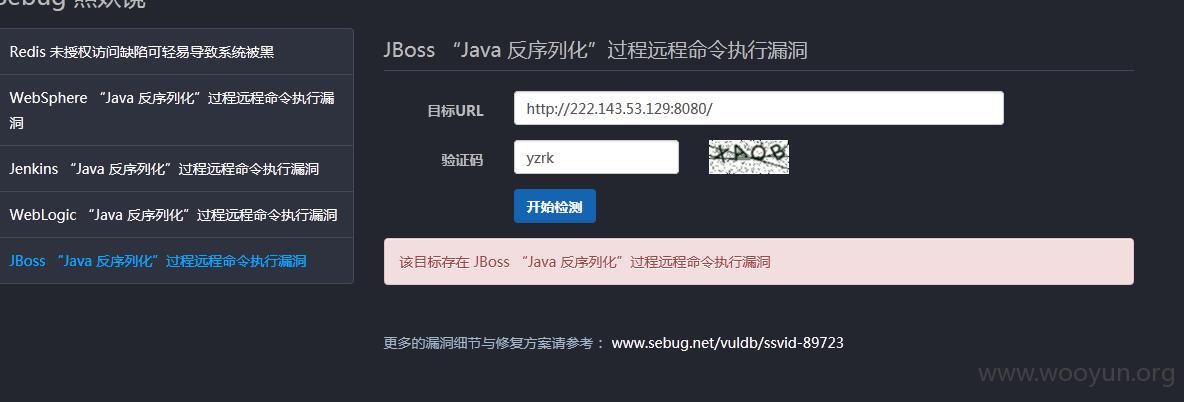 Sebug 照妖镜
Redis 未授权访问缺陷可轻易导致系统被黑
WebSphere “Java 反序列化”过程远程命令执行漏
洞
Jenkins “Java 反序列化”过程远程命令执行漏洞
WebLogic “Java 反序列化”过程远程命令执行漏洞
JBoss “Java 反序列化”过程远程命令执行漏洞
JBoss “Java 反序列化”过程远程命令执行漏洞
目标URL http://222.143.53.129:8080/
验证码 yzrk XAQB
开始检测
该目标存在 JBoss “Java 反序列化”过程远程命令执行漏洞
更多的漏洞细节与修复方案请参考： www.sebug.net/vuldb/ssvid-89723
www.wooyun.org